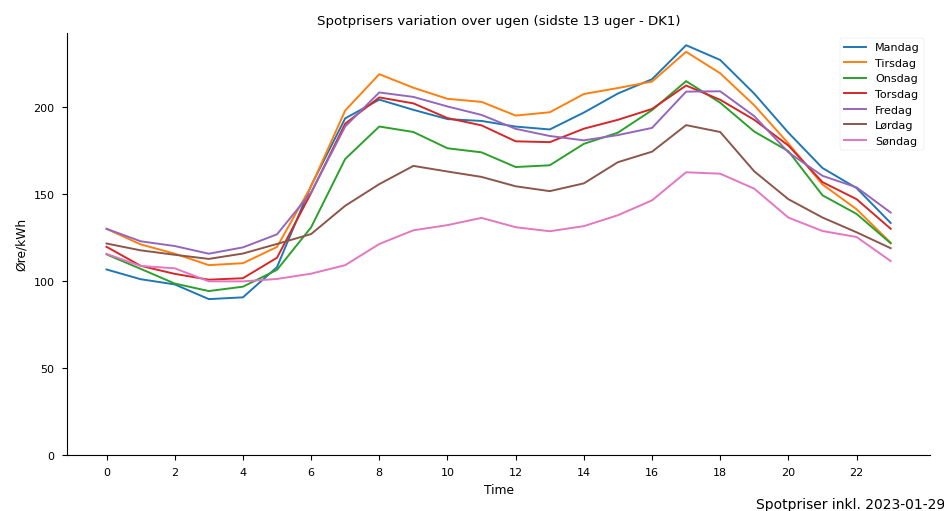 Spotprisers variation over ugen (sidste 13 uger - DK1)
Mandag
Tirsdag
Onsdag
Torsdag
Fredag
Lørdag
Søndag
Øre/kWh
200
150
100
50
0
0 2 4 6 8 10 12 14 16 18 20 22
Time
Spotpriser inkl. 2023-01-29